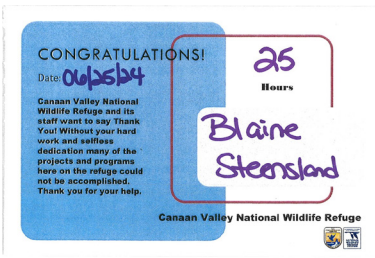 CONGRATULATIONS!
Date: 06/25/24
Canaan Valley National
Wildlife Refuge and its
staff want to say Thank
You! Without your hard
work and selfless
dedication many of the
projects and programs
here on the refuge could
not be accomplished.
Thank you for your help.
25
Hours
Blaine
Steensland
Canaan Valley National Wildlife Refuge